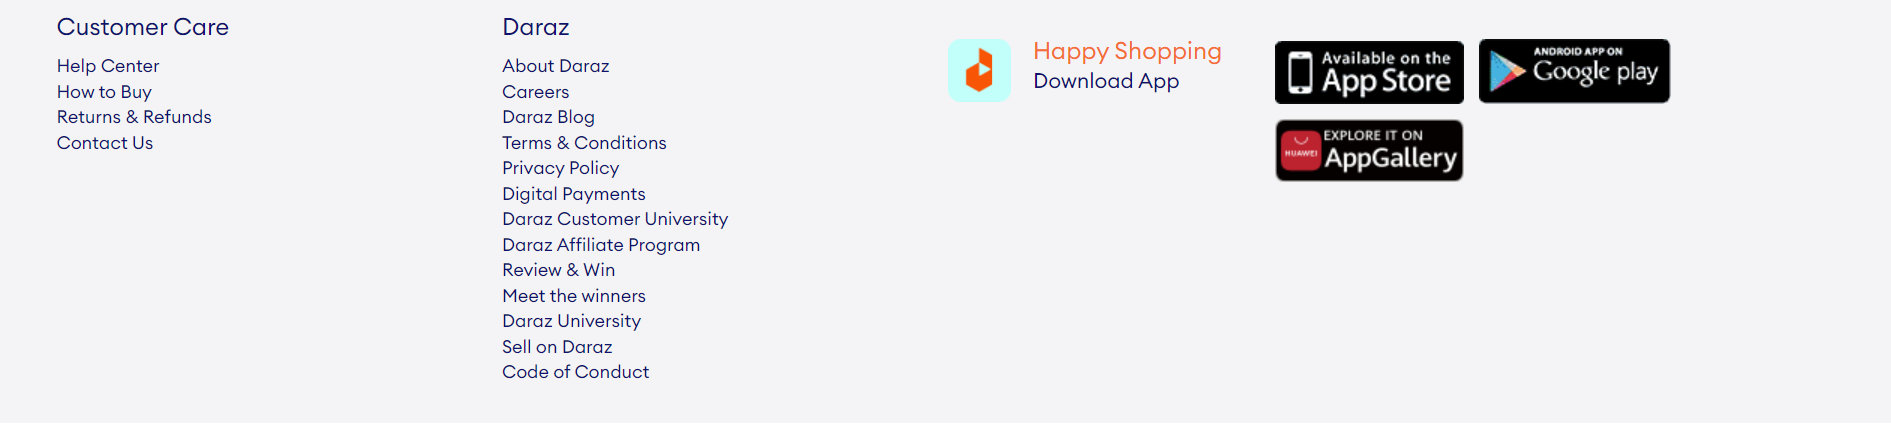 Customer Care
Help Center
How to Buy
Returns & Refunds
Contact Us
Daraz
About Daraz
Careers
Daraz Blog
Terms & Conditions
Privacy Policy
Digital Payments
Daraz Customer University
Daraz Affiliate Program
Review & Win
Meet the winners
Daraz University
Sell on Daraz
Code of Conduct
Happy Shopping
Download App
Available on the
App Store
ANDROID APP ON
Google play
HUAWEI
EXPLORE IT ON
AppGallery